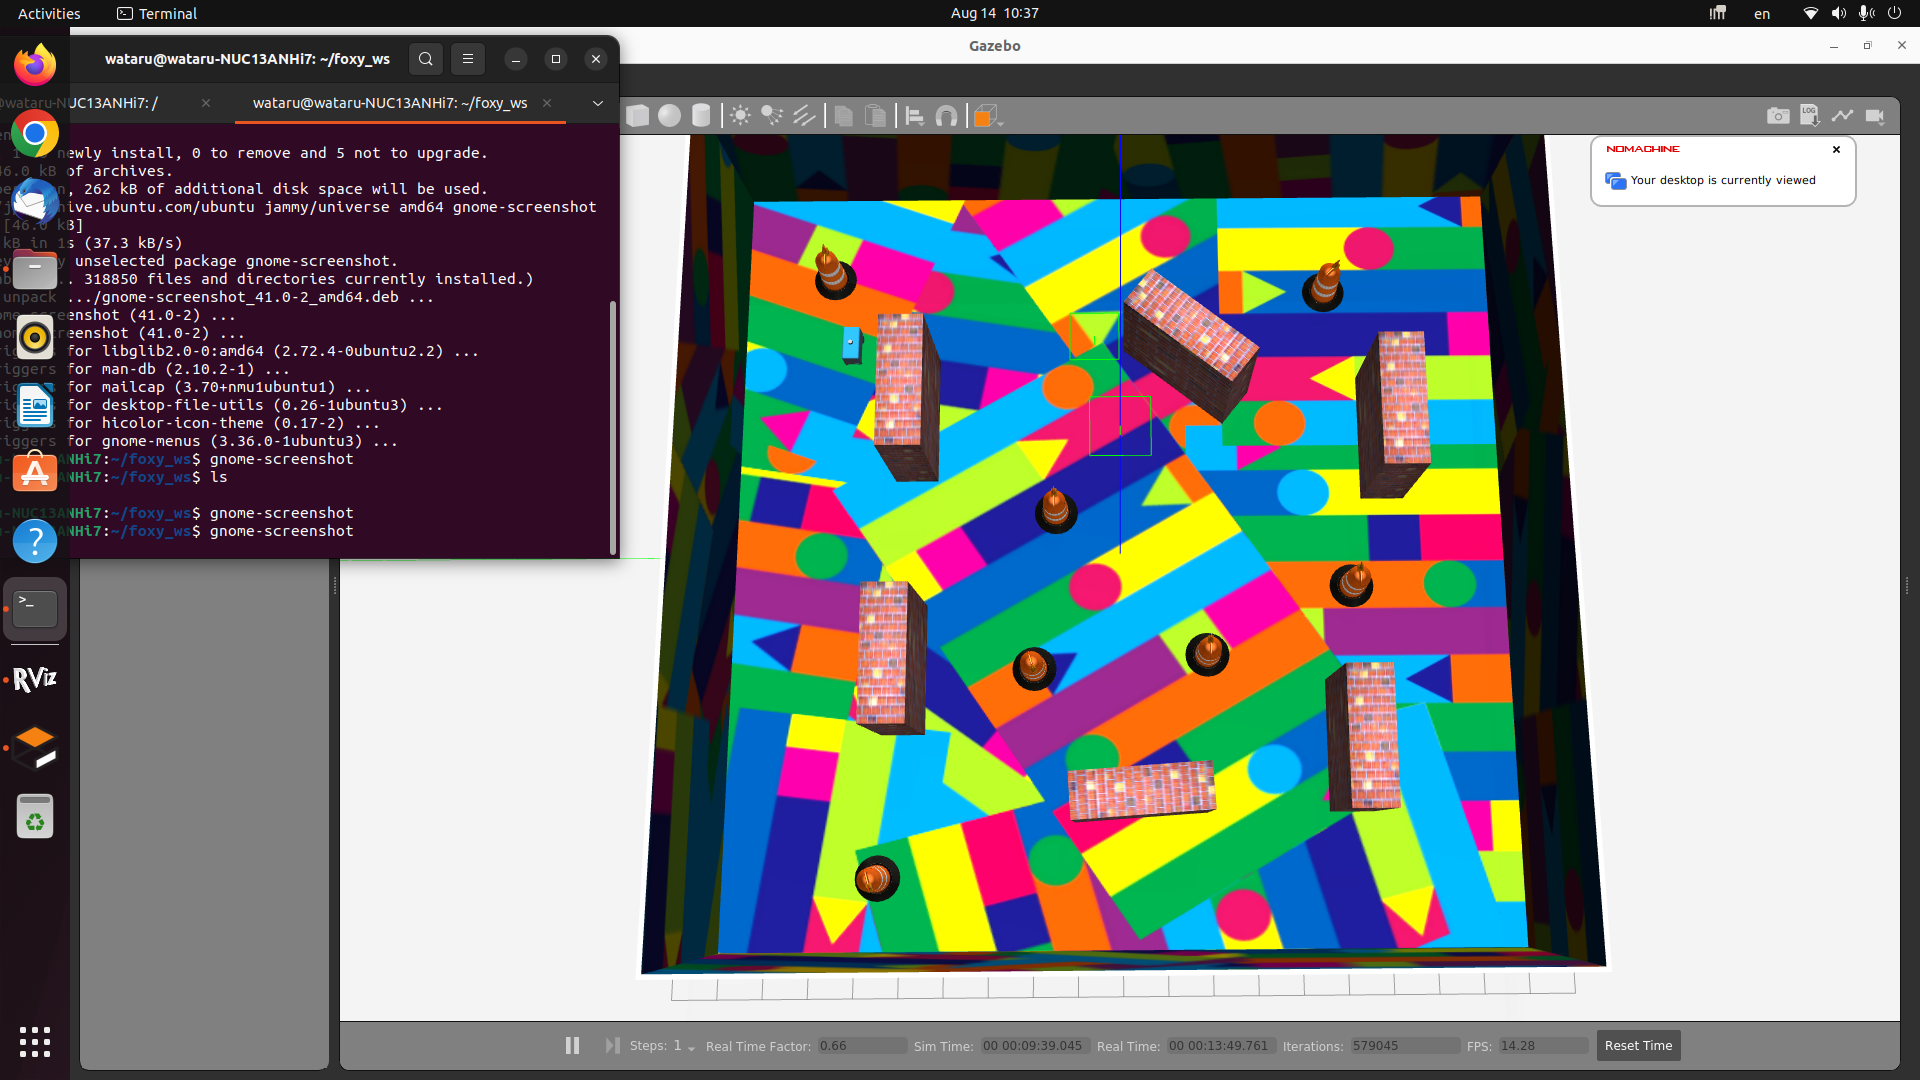 Activities
Terminal
Aug 14 10:37
en
Gazebo
wataru@wataru-NUC13ANHi7: ~/foxy_ws
@wataru-NUC13ANHi7: /
wataru@wataru-NUC13ANHi7: ~/foxy_ws
newly install, 0 to remove and 5 not to upgrade.
46.0 kB of archives.
262 kB of additional disk space will be used.
ive.ubuntu.com/ubuntu jammy/universe amd64 gnome-screenshot
[46.0 kB]
kB in 1s (37.3 kB/s)
unselected package gnome-screenshot.
318850 files and directories currently installed.)
unpack .../gnome-screenshot_41.0-2_amd64.deb ...
enshot (41.0-2) ...
reenshot (41.0-2) ...
for libglib2.0-0:amd64 (2.72.4-0ubuntu2.2) ...
iggers for man-db (2.10.2-1) ...
for mailcap (3.70+nmu1ubuntu1) ...
for desktop-file-utils (0.26-1ubuntu3) ...
for hicolor-icon-theme (0.17-2) ...
iggers for gnome-menus (3.36.0-1ubuntu3) ...
ANHi7:~/foxy_ws$ gnome-screenshot
ANHi7:~/foxy_ws$ ls
-NUC13ANHi7:~/foxy_ws$ gnome-screenshot
ANHi7:~/foxy_ws$ gnome-screenshot
RViz
LOG
NOMACHINE
Your desktop is currently viewed
Steps: 1
Real Time Factor: 0.66
Sim Time: 00 00:09:39.045
Real Time: 00 00:13:49.761
Iterations: 579045
FPS: 14.28
Reset Time